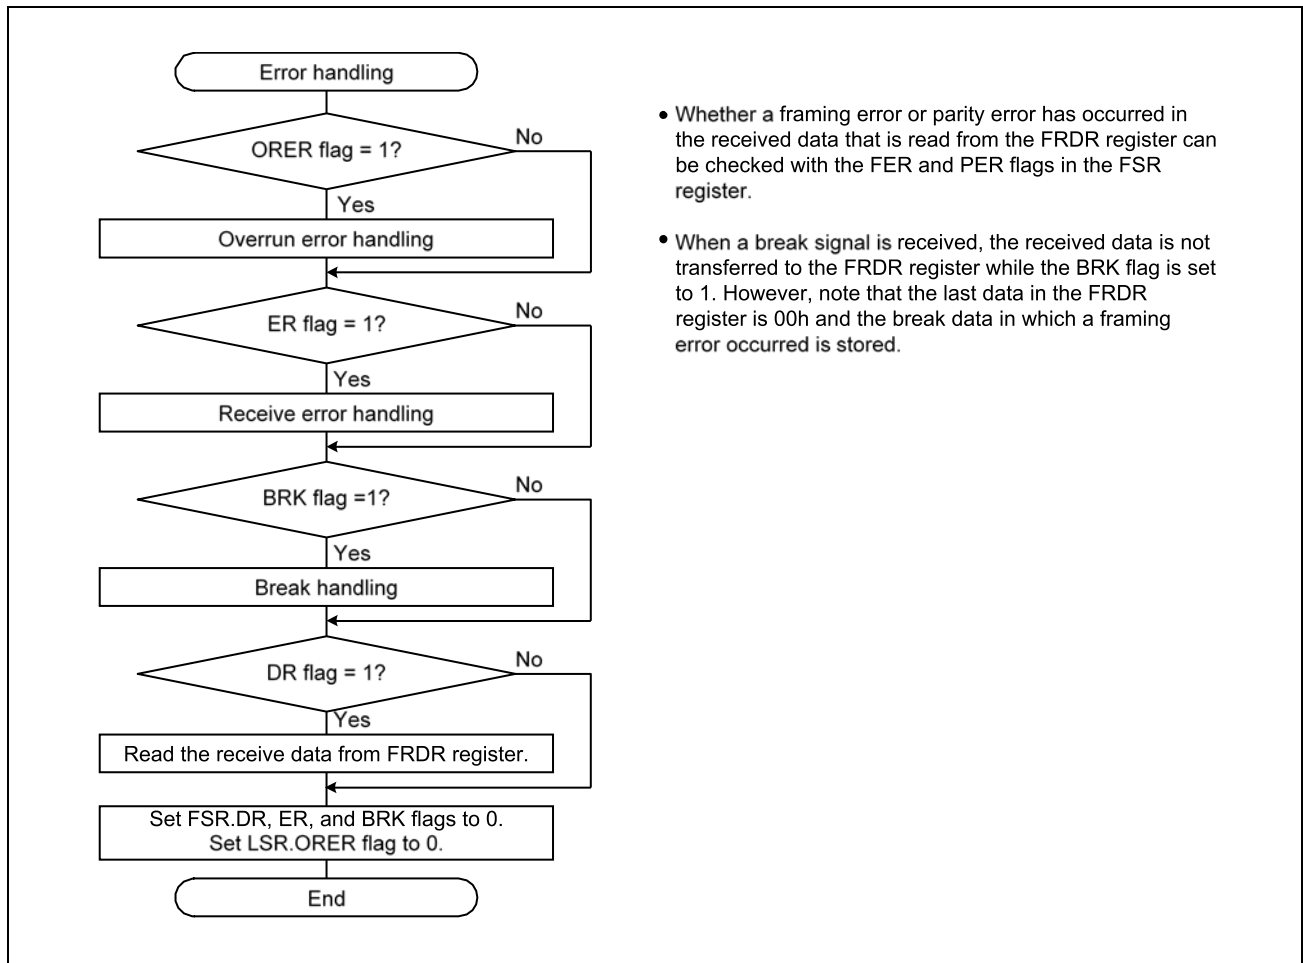 Error handling
ORER flag = 1?
No
Yes
Overrun error handling
ER flag = 1?
No
Yes
Receive error handling
BRK flag =1?
No
Yes
Break handling
DR flag = 1?
No
Yes
Read the receive data from FRDR register.
Set FSR.DR, ER, and BRK flags to 0.
Set LSR.ORER flag to 0.
End
• Whether a framing error or parity error has occurred in
the received data that is read from the FRDR register can
be checked with the FER and PER flags in the FSR
register.
• When a break signal is received, the received data is not
transferred to the FRDR register while the BRK flag is set
to 1. However, note that the last data in the FRDR
register is 00h and the break data in which a framing
error occurred is stored.